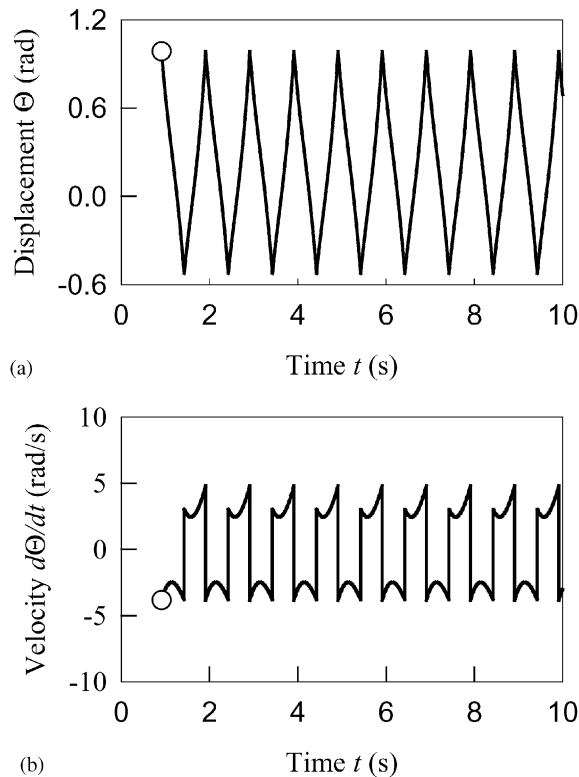 1.2
0.6
0.0
-0.6
Displacement Θ (rad)
0 2 4 6 8 10
Time t (s)
(a)
10
5
0
-5
-10
Velocity dΘ/dt (rad/s)
0 2 4 6 8 10
Time t (s)
(b)